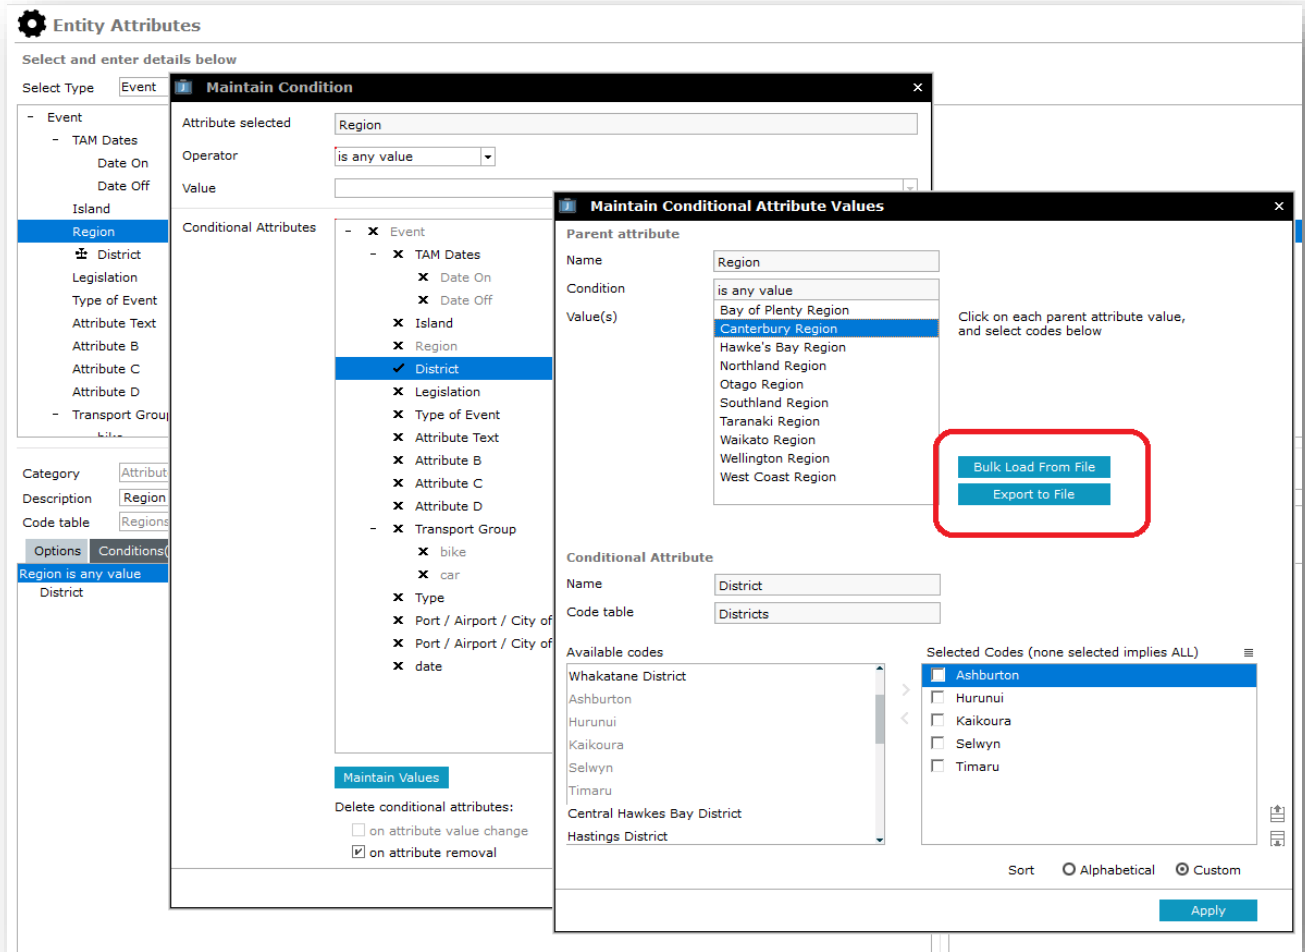 Entity Attributes
Select and enter details below
Select Type
Event
- Event
- TAM Dates
Date On
Date Off
Island
Region
District
Legislation
Type of Event
Attribute Text
Attribute B
Attribute C
Attribute D
- Transport Grou
bike
Category
Attribut
Description
Region
Code table
Regions
Options
Conditions(
Region is any value
District
Maintain Condition
Attribute selected
Region
Operator
is any value
Value
Conditional Attributes
- Event
- TAM Dates
Date On
Date Off
Island
Region
District
Legislation
Type of Event
Attribute Text
Attribute B
Attribute C
Attribute D
- Transport Group
bike
car
Type
Port / Airport / City of
Port / Airport / City of
date
Maintain Values
Delete conditional attributes:
on attribute value change
on attribute removal
Maintain Conditional Attribute Values
Parent attribute
Name
Region
Condition
is any value
Value(s)
Bay of Plenty Region
Canterbury Region
Hawke's Bay Region
Northland Region
Otago Region
Southland Region
Taranaki Region
Waikato Region
Wellington Region
West Coast Region
Click on each parent attribute value,
and select codes below
Bulk Load From File
Export to File
Conditional Attribute
Name
District
Code table
Districts
Available codes
Whakatane District
Ashburton
Hurunui
Kaikoura
Selwyn
Timaru
Central Hawkes Bay District
Hastings District
Selected Codes (none selected implies ALL)
Ashburton
Hurunui
Kaikoura
Selwyn
Timaru
Sort
Alphabetical
Custom
Apply